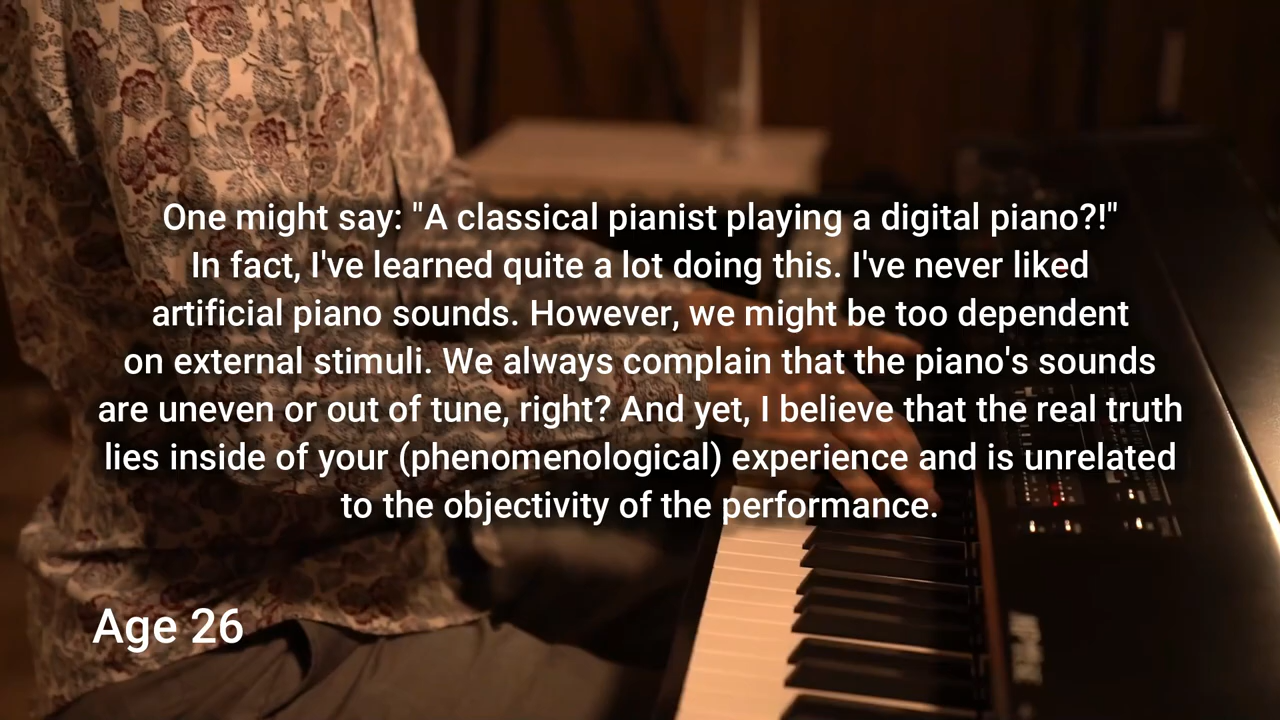 One might say: "A classical pianist playing a digital piano?!"
In fact, I've learned quite a lot doing this. I've never liked
artificial piano sounds. However, we might be too dependent
on external stimuli. We always complain that the piano's sounds
are uneven or out of tune, right? And yet, I believe that the real truth
lies inside of your (phenomenological) experience and is unrelated
to the objectivity of the performance.
Age 26